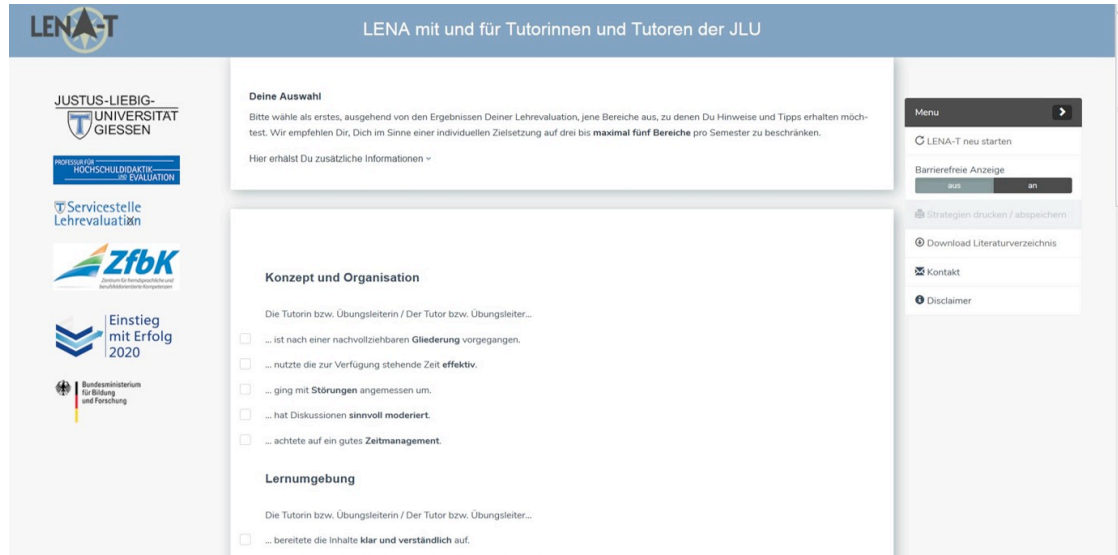 LENA-T
LENA mit und für Tutorinnen und Tutoren der JLU
JUSTUS-LIEBIG-
UNIVERSITÄT
GIESSEN
PROFESSUR FÜR
HOCHSCHULDIDAKTIK
UND EVALUATION
Servicestelle
Lehrevaluation
ZfbK
Zentrum für fremdsprachliche und
berufsfeldorientierte Kompetenzen
Einstieg
mit Erfolg
2020
Bundesministerium
für Bildung
und Forschung
Deine Auswahl
Bitte wähle als erstes, ausgehend von den Ergebnissen Deiner Lehrevaluation, jene Bereiche aus, zu denen Du Hinweise und Tipps erhalten möch-
test. Wir empfehlen Dir, Dich im Sinne einer individuellen Zielsetzung auf drei bis maximal fünf Bereiche pro Semester zu beschränken.
Hier erhälst Du zusätzliche Informationen
Konzept und Organisation
Die Tutorin bzw. Übungsleiterin / Der Tutor bzw. Übungsleiter...
... ist nach einer nachvollziehbaren Gliederung vorgegangen.
... nutzte die zur Verfügung stehende Zeit effektiv.
... ging mit Störungen angemessen um.
... hat Diskussionen sinnvoll moderiert.
... achtete auf ein gutes Zeitmanagement.
Lernumgebung
Die Tutorin bzw. Übungsleiterin / Der Tutor bzw. Übungsleiter...
... bereitete die Inhalte klar und verständlich auf.
Menu
LENA-T neu starten
Barrierefreie Anzeige
aus an
Strategien drucken / abspeichern
Download Literaturverzeichnis
Kontakt
Disclaimer